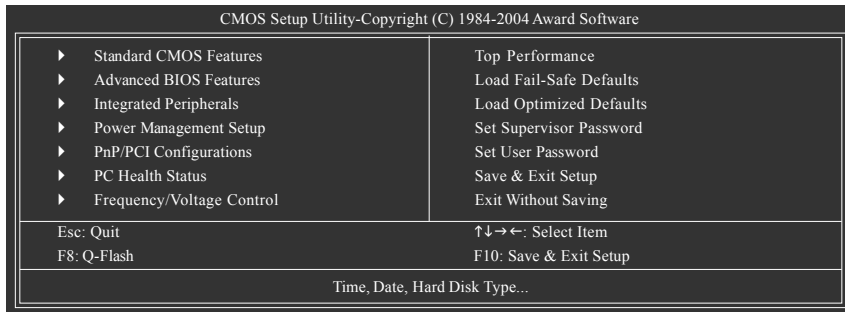 CMOS Setup Utility-Copyright (C) 1984-2004 Award Software
Standard CMOS Features
Advanced BIOS Features
Integrated Peripherals
Power Management Setup
PnP/PCI Configurations
PC Health Status
Frequency/Voltage Control
Top Performance
Load Fail-Safe Defaults
Load Optimized Defaults
Set Supervisor Password
Set User Password
Save & Exit Setup
Exit Without Saving
Esc: Quit
↑↓→←: Select Item
F8: Q-Flash
F10: Save & Exit Setup
Time, Date, Hard Disk Type...